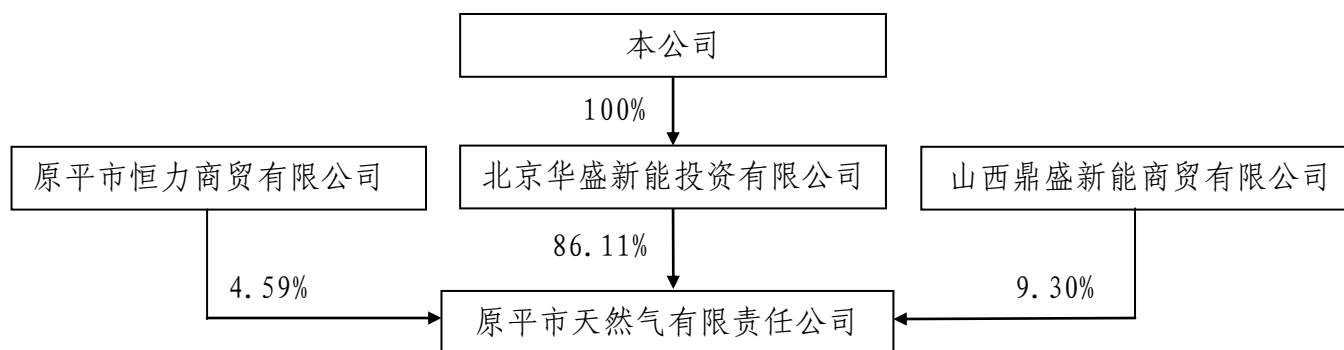 本公司
100%
原平市恒力商贸有限公司
北京华盛新能投资有限公司
山西鼎盛新能商贸有限公司
86.11%
4.59%
9.30%
原平市天然气有限责任公司